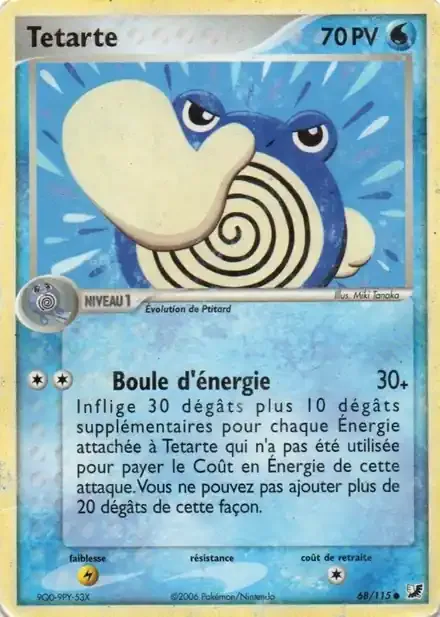 Tetarte
70 PV
Illus. Miki Tanaka
NIVEAU 1
Évolution de Ptitard
Boule d'énergie 30+
Inflige 30 dégâts plus 10 dégâts
supplémentaires pour chaque Énergie
attachée à Tetarte qui n'a pas été utilisée
pour payer le Coût en Énergie de cette
attaque. Vous ne pouvez pas ajouter plus de
20 dégâts de cette façon.
faiblesse résistance coût de retraite
9Q0-9PY-53X ©2006 Pokémon/Nintendo 68/115